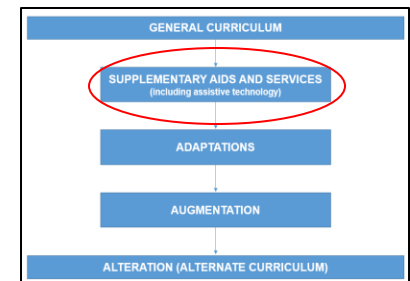 GENERAL CURRICULUM
SUPPLEMENTARY AIDS AND SERVICES
(including assistive technology)
ADAPTATIONS
AUGMENTATION
ALTERATION (ALTERNATE CURRICULUM)